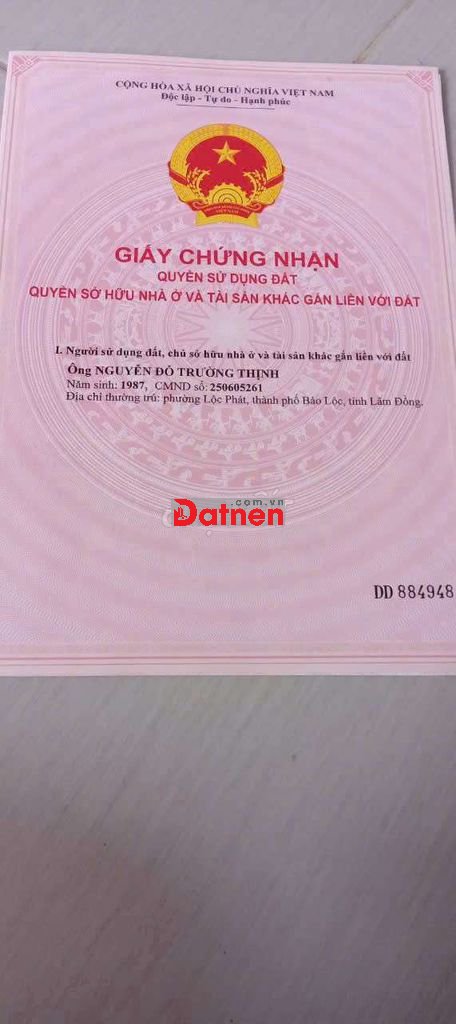 CỘNG HÒA XÃ HỘI CHỦ NGHĨA VIỆT NAM
Độc lập - Tự do - Hạnh phúc
GIẤY CHỨNG NHẬN
QUYỀN SỬ DỤNG ĐẤT
QUYỀN SỞ HỮU NHÀ Ở VÀ TÀI SẢN KHÁC GẮN LIỀN VỚI ĐẤT
I. Người sử dụng đất, chủ sở hữu nhà ở và tài sản khác gắn liền với đất
Ông NGUYỄN ĐỖ TRƯỜNG THỊNH
Năm sinh: 1987, CMND số: 250605261
Địa chỉ thường trú: phường Lộc Phát, thành phố Bảo Lộc, tỉnh Lâm Đồng.
.com.vn
Datnen
DD 884948